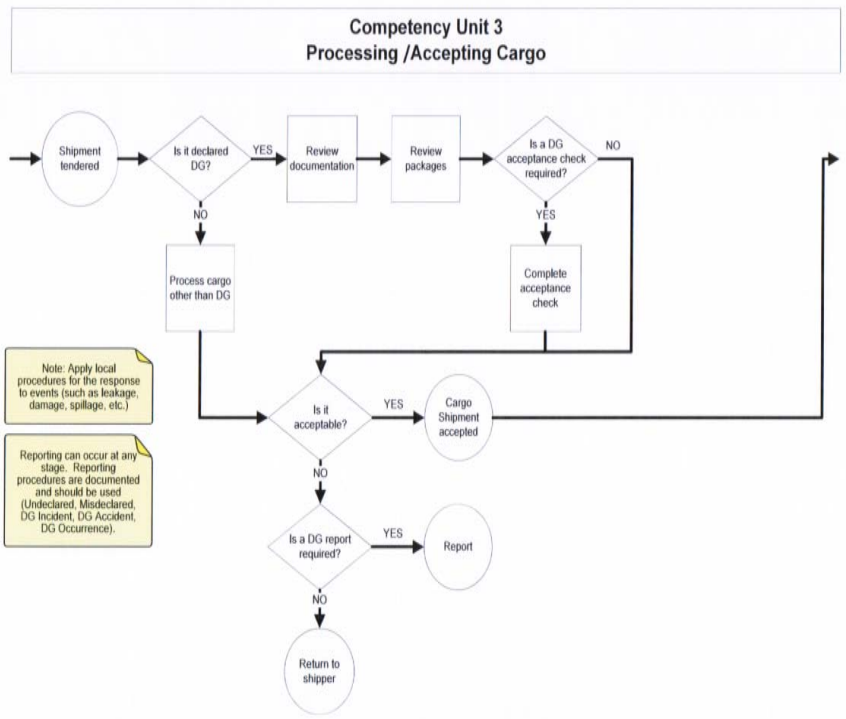 Competency Unit 3
Processing /Accepting Cargo
Shipment
tendered
Is it declared
DG?
YES
Review
documentation
Review
packages
Is a DG
acceptance check
required?
NO
NO
YES
Process cargo
other than DG
Complete
acceptance
check
Note: Apply local
procedures for the response
to events (such as leakage,
damage, spillage, etc.)
Is it
acceptable?
YES
Cargo
Shipment
accepted
Reporting can occur at any
stage. Reporting
procedures are documented
and should be used
(Undeclared, Misdeclared,
DG Incident, DG Accident,
DG Occurrence).
NO
Is a DG report
required?
YES
Report
NO
Return to
shipper